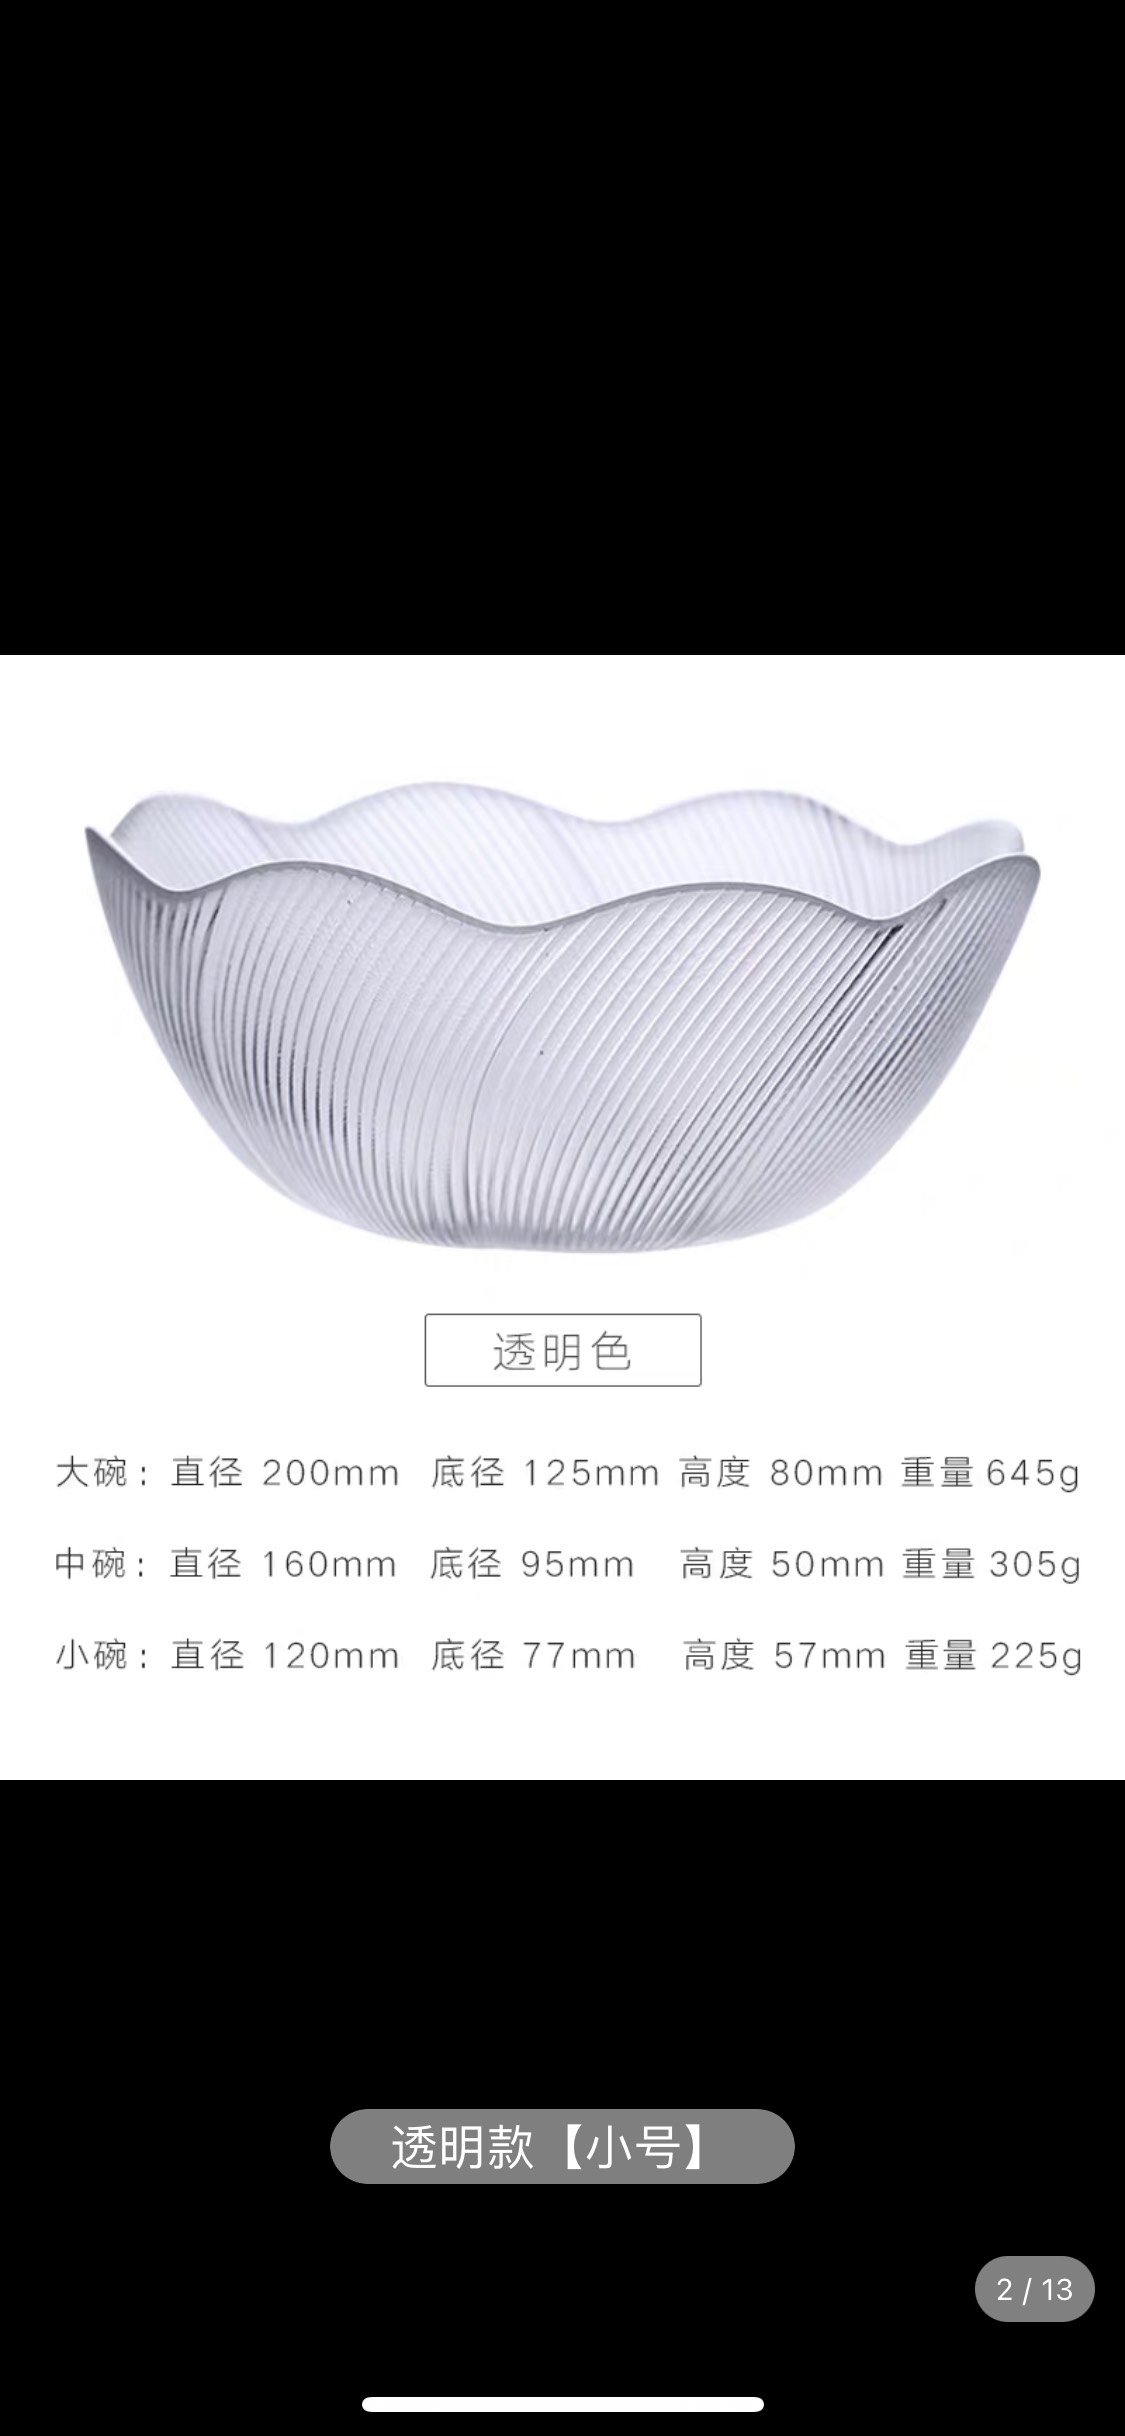 透明色
大碗：直径 200mm 底径 125mm 高度 80mm 重量 645g
中碗：直径 160mm 底径 95mm 高度 50mm 重量 305g
小碗：直径 120mm 底径 77mm 高度 57mm 重量 225g
透明款【小号】
2 / 13